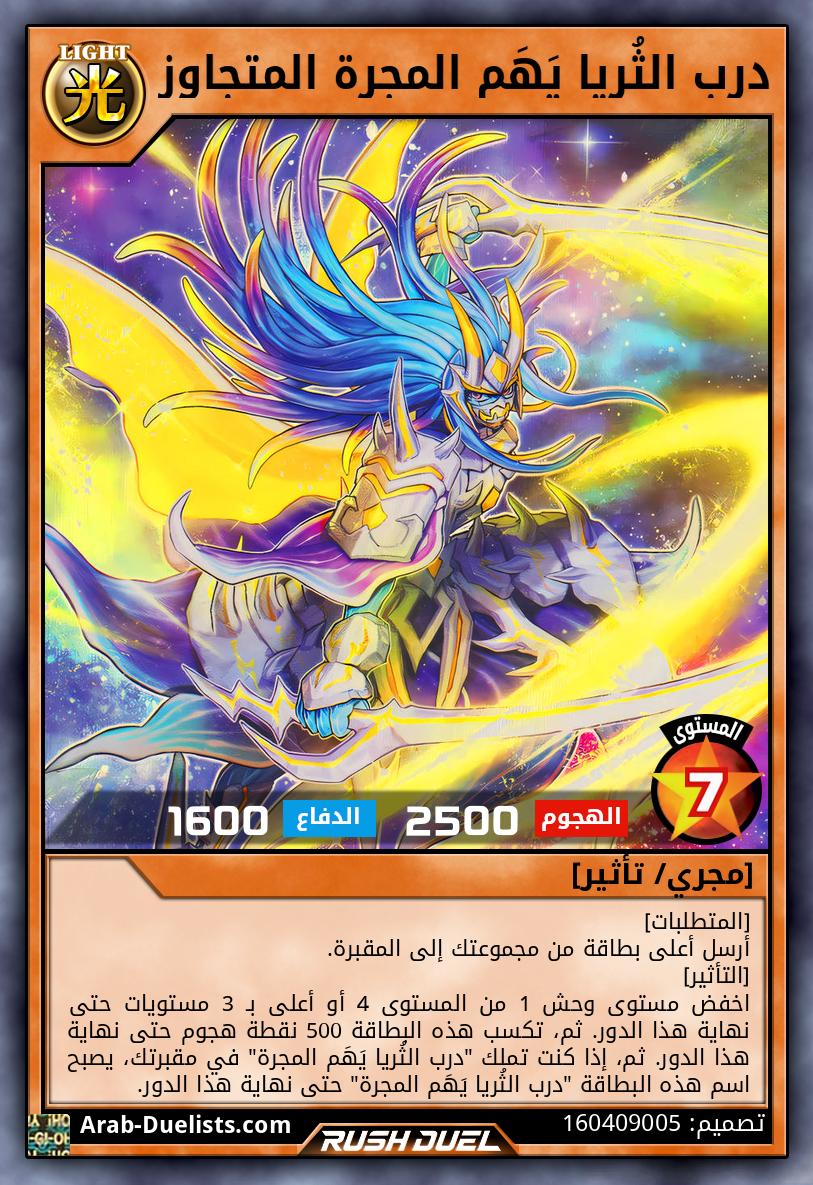 LIGHT
光
درب الثُريا يَهَم المجرة المتجاوز
المستوى
7
الهجوم 2500 الدفاع 1600
[مجري/ تأثير]
[المتطلبات]
أرسل أعلى بطاقة من مجموعتك إلى المقبرة.
[التأثير]
اخفض مستوى وحش 1 من المستوى 4 أو أعلى بـ 3 مستويات حتى
نهاية هذا الدور. ثم، تكسب هذه البطاقة 500 نقطة هجوم حتى نهاية
هذا الدور. ثم، إذا كنت تملك "درب الثُريا يَهَم المجرة" في مقبرتك، يصبح
اسم هذه البطاقة "درب الثُريا يَهَم المجرة" حتى نهاية هذا الدور.
تصميم: 160409005
Arab-Duelists.com
RUSH DUEL